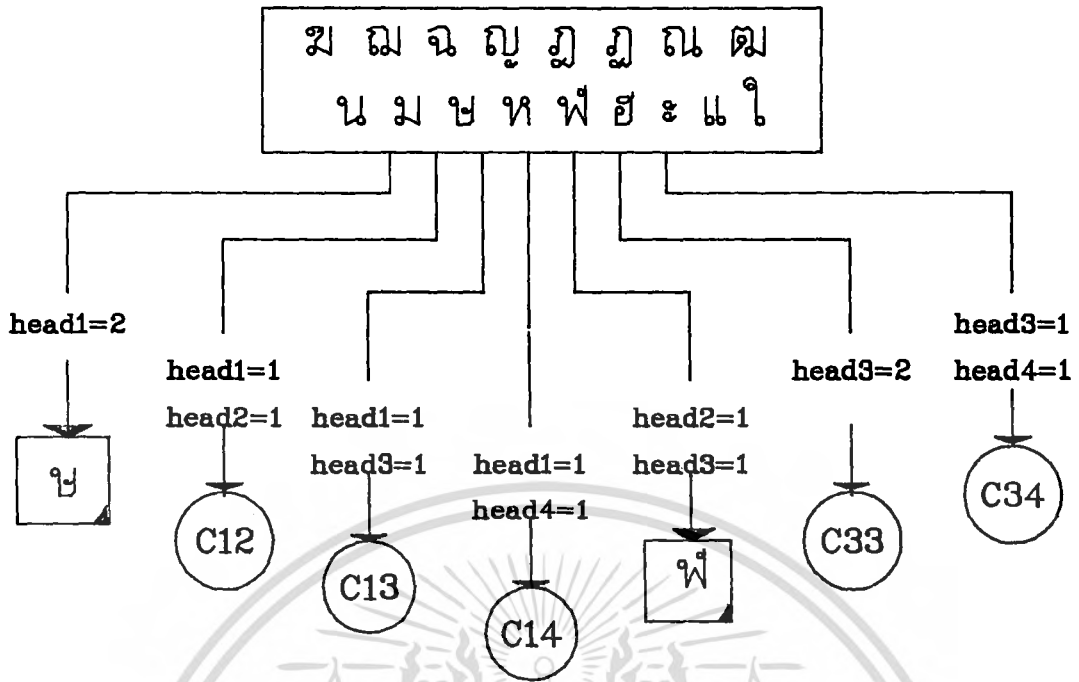 ฆ ฌ ฉ ญ ฎ ฏ ณ ฒ
น ม ษ ห ฬ ฮ ะ แ ใ
head1=2
head1=1
head2=1
head1=1
head3=1
head1=1
head4=1
head2=1
head3=1
head3=2
head3=1
head4=1
ษ
C12
C13
C14
ฬ
C33
C34